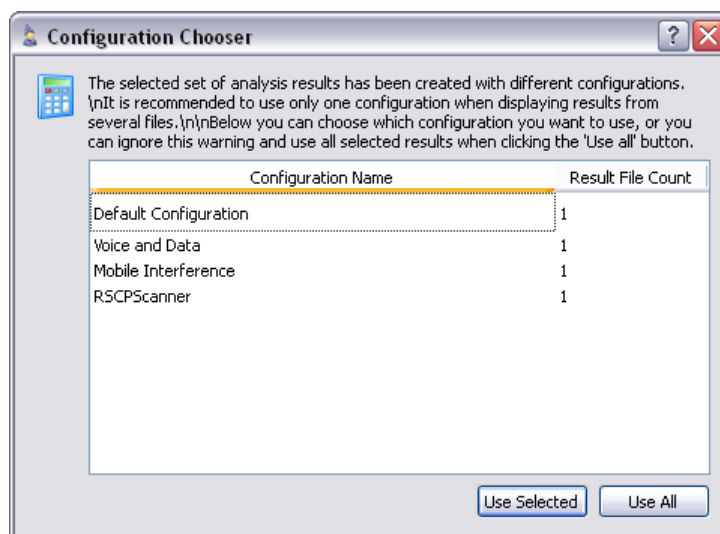 Configuration Chooser
The selected set of analysis results has been created with different configurations.
\nIt is recommended to use only one configuration when displaying results from
several files.\n\nBelow you can choose which configuration you want to use, or you
can ignore this warning and use all selected results when clicking the 'Use all' button.
Configuration Name Result File Count
Default Configuration 1
Voice and Data 1
Mobile Interference 1
RSCPScanner 1
Use Selected Use All